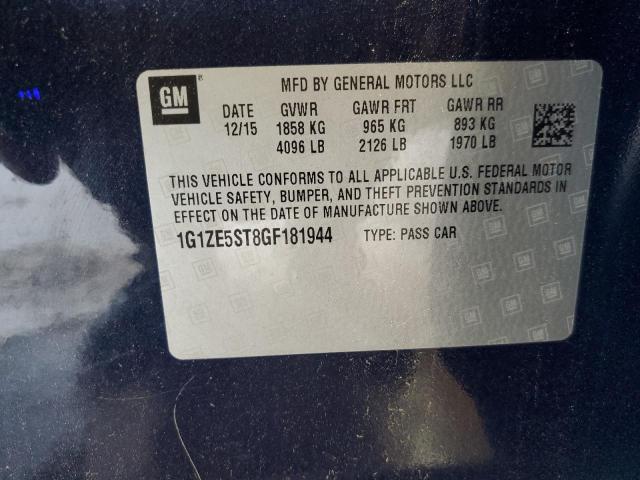 GM ®
MFD BY GENERAL MOTORS LLC
DATE GVWR GAWR FRT GAWR RR
12/15 1858 KG 965 KG 893 KG
4096 LB 2126 LB 1970 LB
THIS VEHICLE CONFORMS TO ALL APPLICABLE U.S. FEDERAL MOTOR
VEHICLE SAFETY, BUMPER, AND THEFT PREVENTION STANDARDS IN
EFFECT ON THE DATE OF MANUFACTURE SHOWN ABOVE.
1G1ZE5ST8GF181944 TYPE: PASS CAR